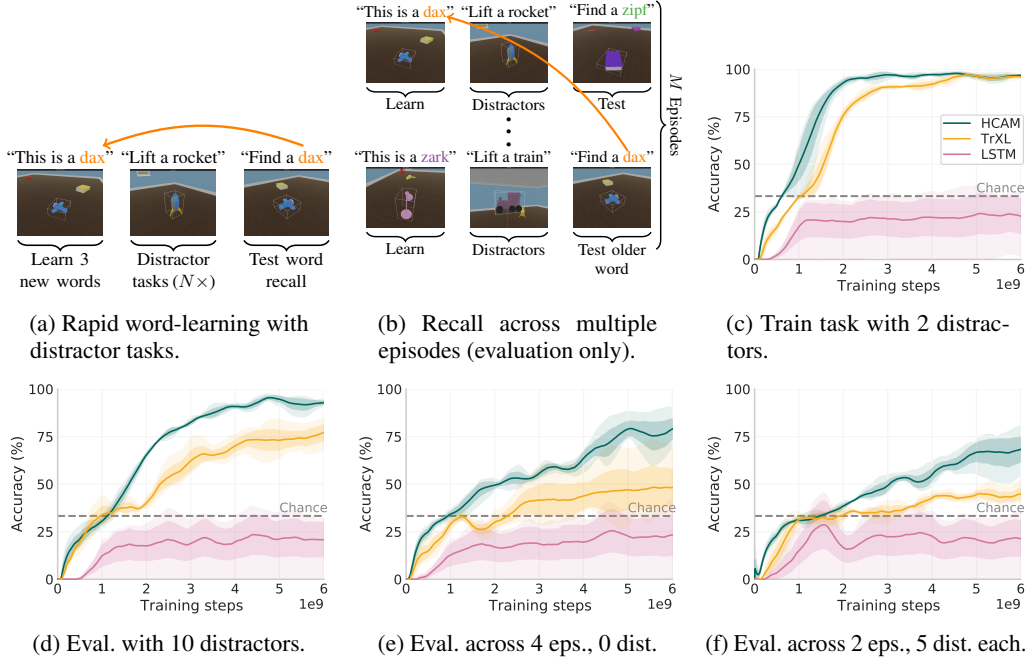 “This is a dax” “Lift a rocket” “Find a dax”
Learn 3
new words
Distractor
tasks (N×)
Test word
recall
(a) Rapid word-learning with
distractor tasks.
“This is a dax” “Lift a rocket” “Find a zipf”
Learn
Distractors
Test
“This is a zark” “Lift a train” “Find a dax”
Learn
Distractors
Test older
word
M Episodes
(b) Recall across multiple
episodes (evaluation only).
Accuracy (%)
100
75
50
25
0
HCAM
TrXL
LSTM
Chance
0 1 2 3 4 5 6
Training steps 1e9
(c) Train task with 2 distrac-
tors.
Accuracy (%)
100
75
50
25
0
Chance
0 1 2 3 4 5 6
Training steps 1e9
(d) Eval. with 10 distractors.
Accuracy (%)
100
75
50
25
0
Chance
0 1 2 3 4 5 6
Training steps 1e9
(e) Eval. across 4 eps., 0 dist.
Accuracy (%)
100
75
50
25
0
Chance
0 1 2 3 4 5 6
Training steps 1e9
(f) Eval. across 2 eps., 5 dist. each.